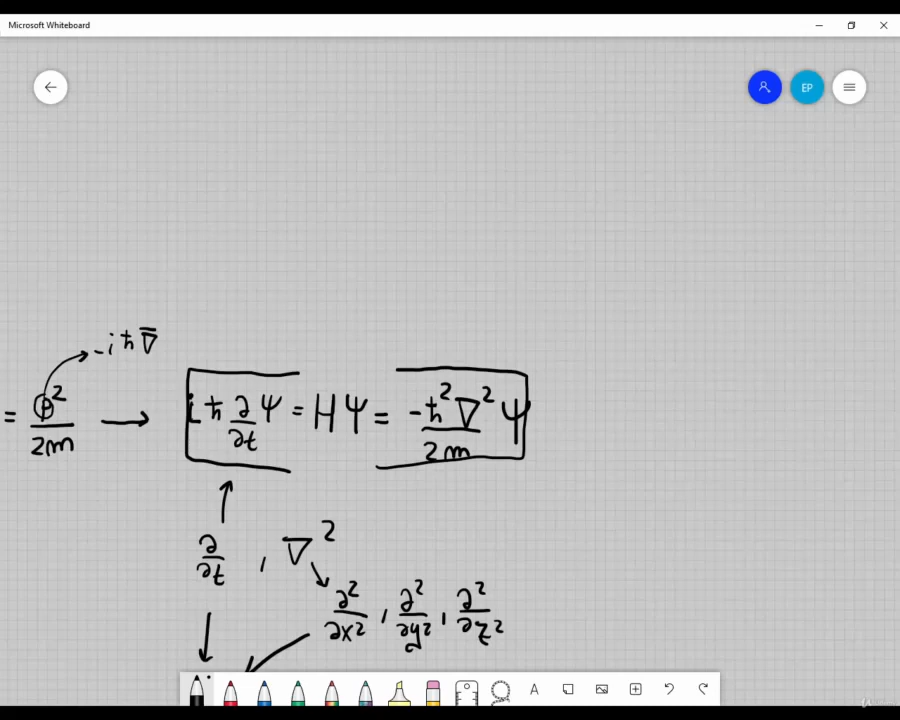 Microsoft Whiteboard
EP
-iħ∇̅
= p²/2m → iħ ∂/∂t Ψ = HΨ = -ħ²∇²/2m Ψ
∂/∂t , ∇²
∂²/∂x² , ∂²/∂y² , ∂²/∂z²
A